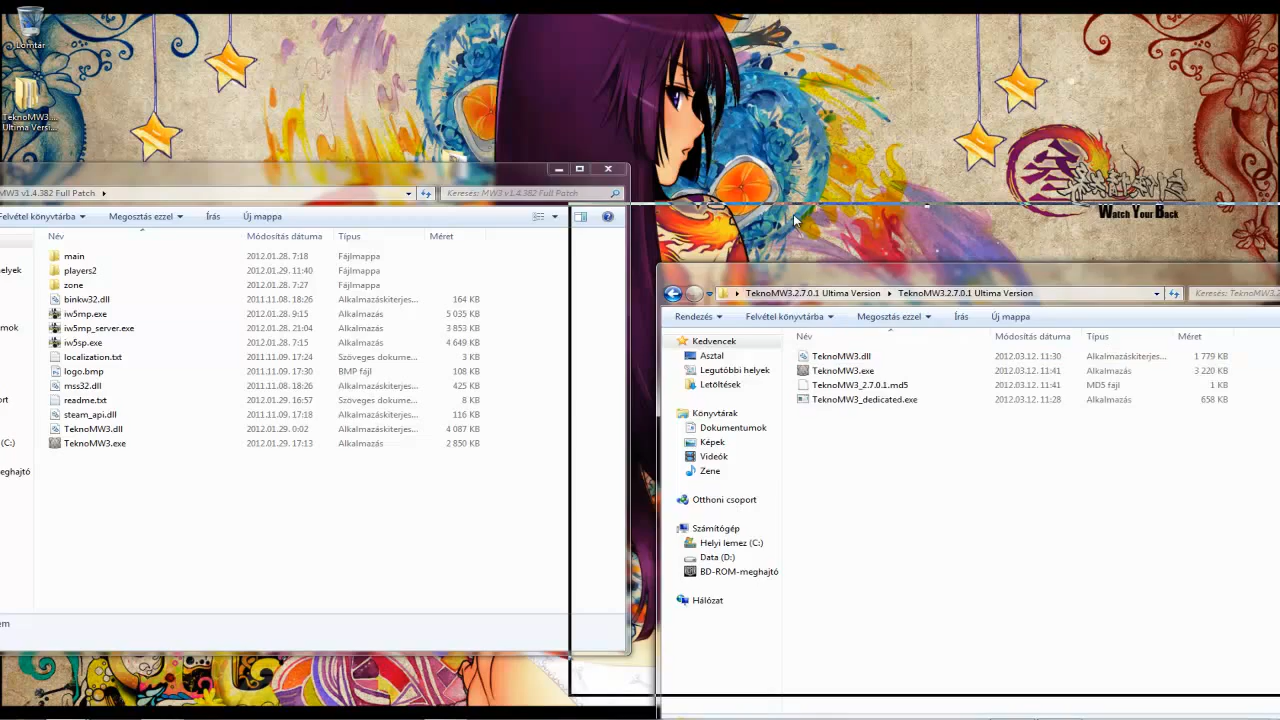 Lomtár
TeknoMW3....
Ultima Versi...
Watch Your Back
MW3 v1.4.382 Full Patch
Keresés: MW3 v1.4.382 Full Patch
Felvétel könyvtárba Megosztás ezzel Írás Új mappa
Név Módosítás dátuma Típus Méret
main 2012.01.28. 7:18 Fájlmappa
players2 2012.01.29. 11:40 Fájlmappa
zone 2012.01.28. 7:27 Fájlmappa
binkw32.dll 2011.11.08. 18:26 Alkalmazáskiterjes... 164 KB
iw5mp.exe 2012.01.28. 9:15 Alkalmazás 5 035 KB
iw5mp_server.exe 2012.01.28. 21:04 Alkalmazás 3 853 KB
iw5sp.exe 2012.01.28. 7:15 Alkalmazás 4 649 KB
localization.txt 2011.11.09. 17:24 Szöveges dokume... 3 KB
logo.bmp 2011.11.09. 17:30 BMP fájl 108 KB
mss32.dll 2011.11.08. 18:26 Alkalmazáskiterjes... 425 KB
readme.txt 2012.01.29. 16:57 Szöveges dokume... 8 KB
steam_api.dll 2011.11.09. 17:18 Alkalmazáskiterjes... 116 KB
TeknoMW3.dll 2012.01.29. 0:02 Alkalmazáskiterjes... 4 087 KB
TeknoMW3.exe 2012.01.29. 17:13 Alkalmazás 2 850 KB
helyek
mok
ort
(C:)
meghajtó
em
TeknoMW3.2.7.0.1 Ultima Version TeknoMW3.2.7.0.1 Ultima Version
Keresés: TeknoMW3.2
Rendezés Felvétel könyvtárba Megosztás ezzel Írás Új mappa
Név Módosítás dátuma Típus Méret
TeknoMW3.dll 2012.03.12. 11:30 Alkalmazáskiterjes... 1 779 KB
TeknoMW3.exe 2012.03.12. 11:41 Alkalmazás 3 220 KB
TeknoMW3_2.7.0.1.md5 2012.03.12. 11:41 MD5 fájl 1 KB
TeknoMW3_dedicated.exe 2012.03.12. 11:28 Alkalmazás 658 KB
Kedvencek
Asztal
Legutóbbi helyek
Letöltések
Könyvtárak
Dokumentumok
Képek
Videók
Zene
Otthoni csoport
Számítógép
Helyi lemez (C:)
Data (D:)
BD-ROM-meghajtó
Hálózat